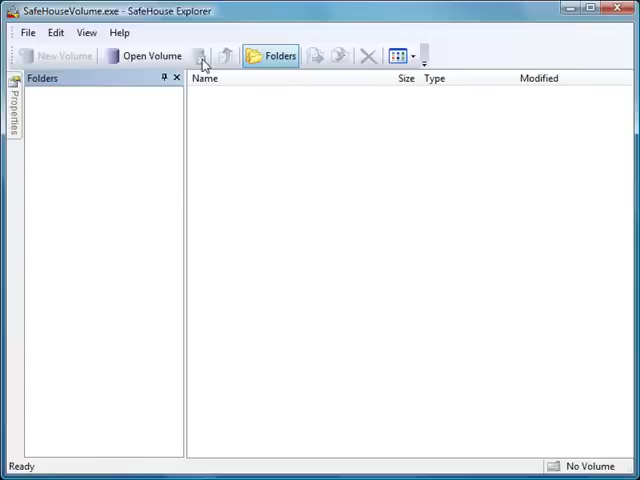 SafeHouseVolume.exe - SafeHouse Explorer
File Edit View Help
New Volume Open Volume Folders
Properties
Folders
Name Size Type Modified
Ready No Volume